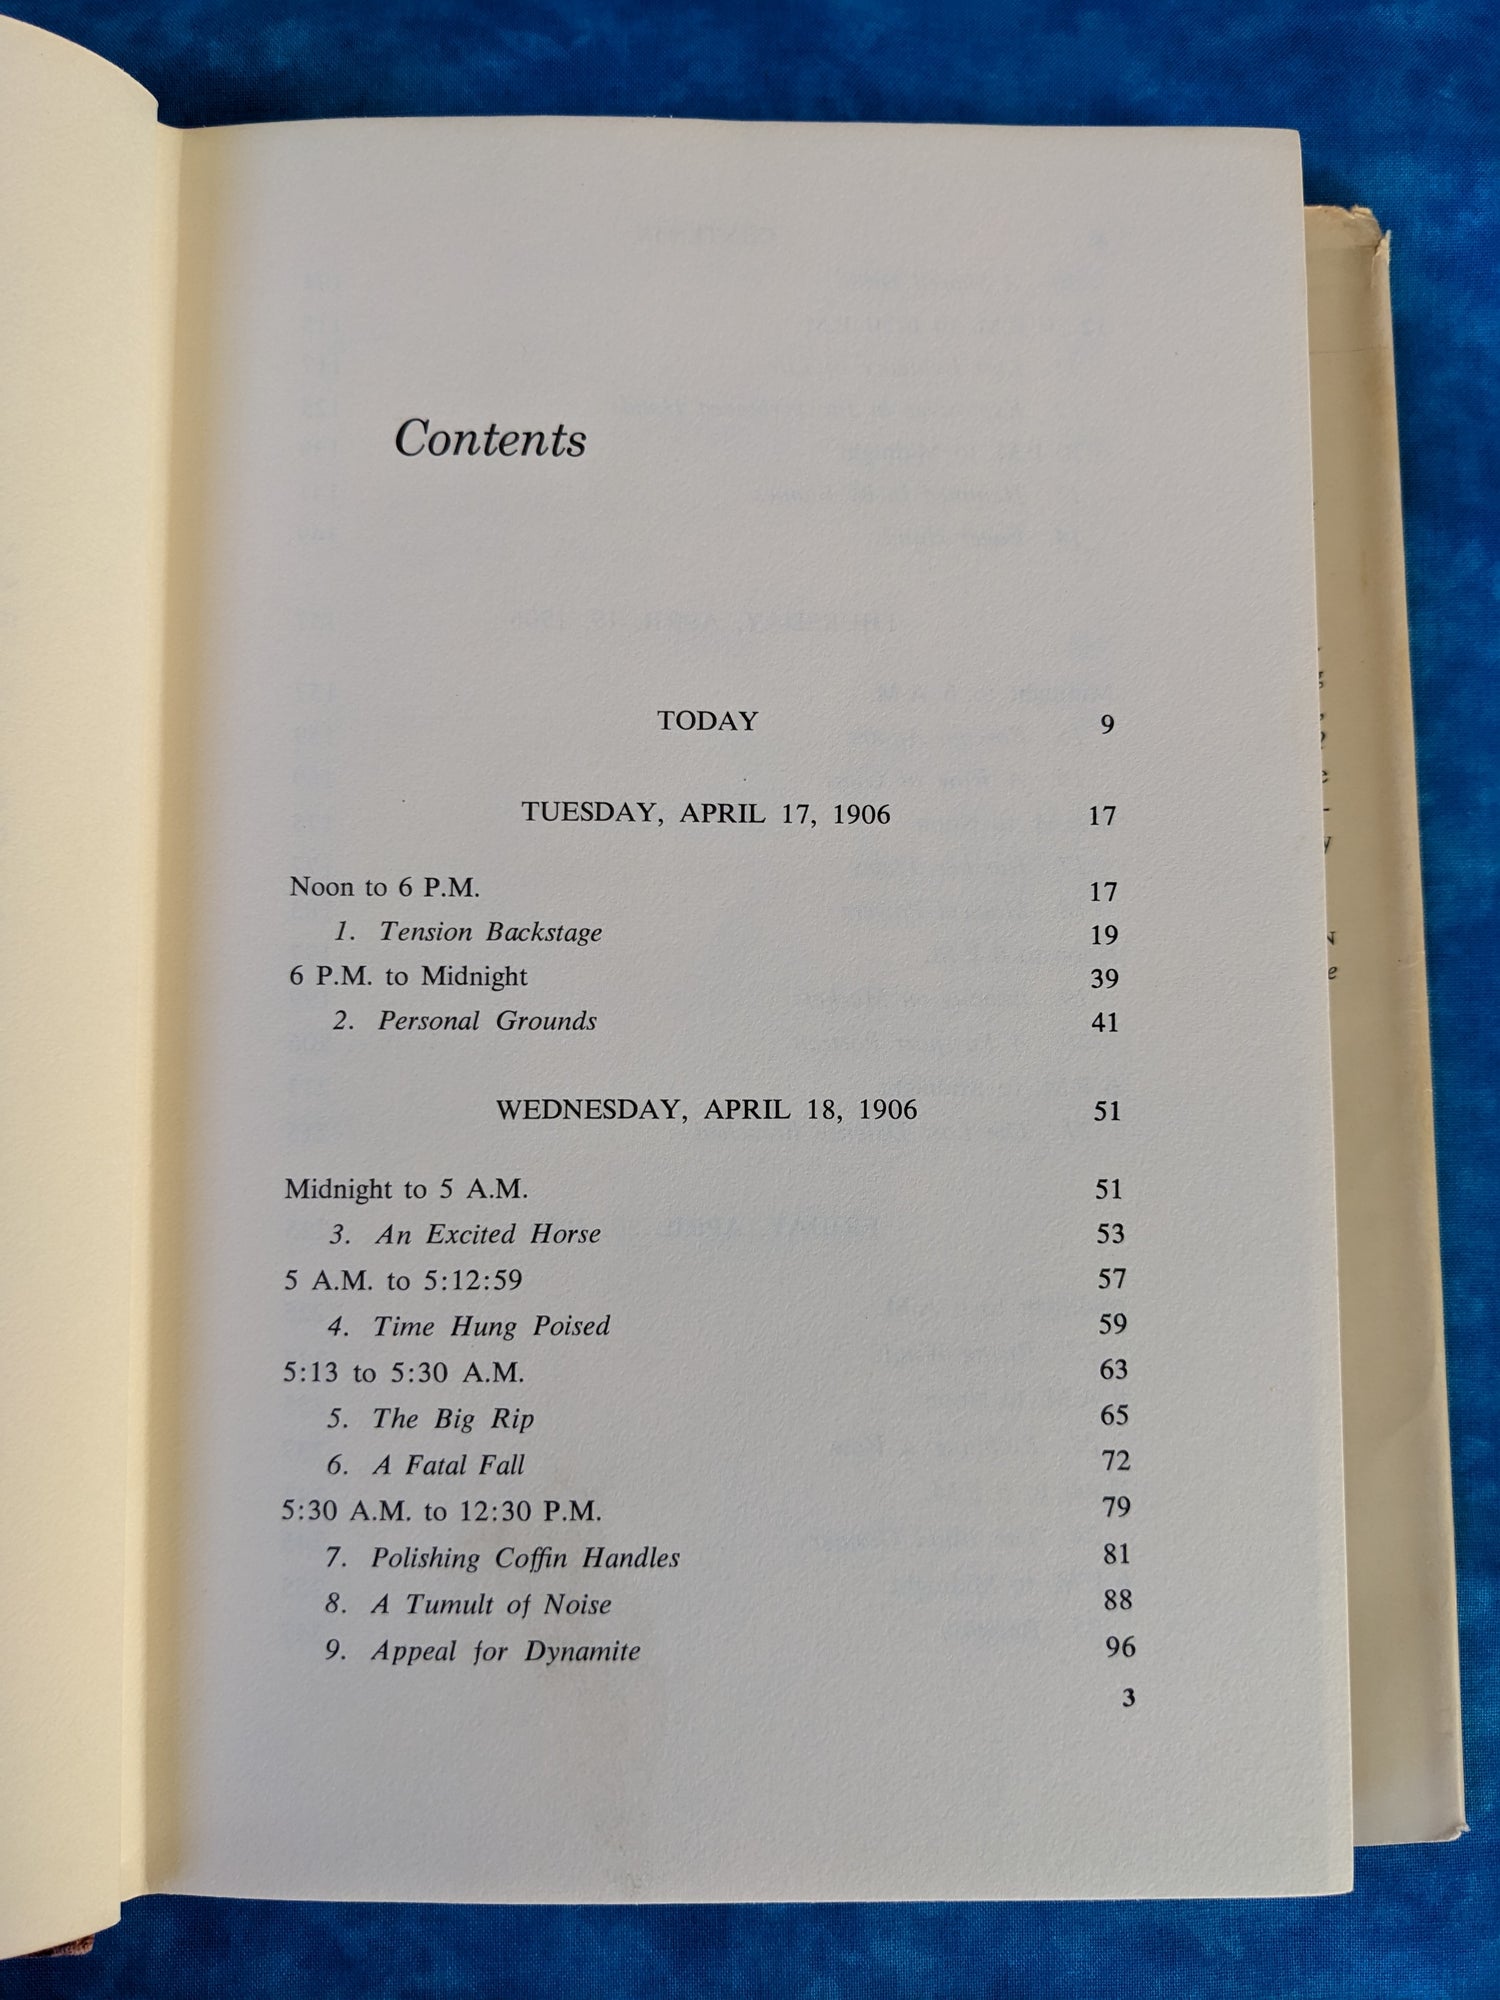 Contents
TODAY 9
TUESDAY, APRIL 17, 1906 17
Noon to 6 P.M. 17
1. Tension Backstage 19
6 P.M. to Midnight 39
2. Personal Grounds 41
WEDNESDAY, APRIL 18, 1906 51
Midnight to 5 A.M. 51
3. An Excited Horse 53
5 A.M. to 5:12:59 57
4. Time Hung Poised 59
5:13 to 5:30 A.M. 63
5. The Big Rip 65
6. A Fatal Fall 72
5:30 A.M. to 12:30 P.M. 79
7. Polishing Coffin Handles 81
8. A Tumult of Noise 88
9. Appeal for Dynamite 96
3